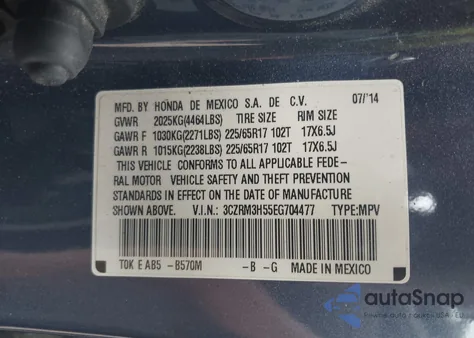 MFD. BY HONDA DE MEXICO S.A. DE C.V. 07/'14
GVWR 2025KG(4464LBS) TIRE SIZE RIM SIZE
GAWR F 1030KG(2271LBS) 225/65R17 102T 17X6.5J
GAWR R 1015KG(2238LBS) 225/65R17 102T 17X6.5J
THIS VEHICLE CONFORMS TO ALL APPLICABLE FEDE-
RAL MOTOR VEHICLE SAFETY AND THEFT PREVENTION
STANDARDS IN EFFECT ON THE DATE OF MANUFACTURE
SHOWN ABOVE. V.I.N.: 3CZRM3H55EG704477 TYPE:MPV
TOK E AB5 -B570M -B -G MADE IN MEXICO
autoSnap